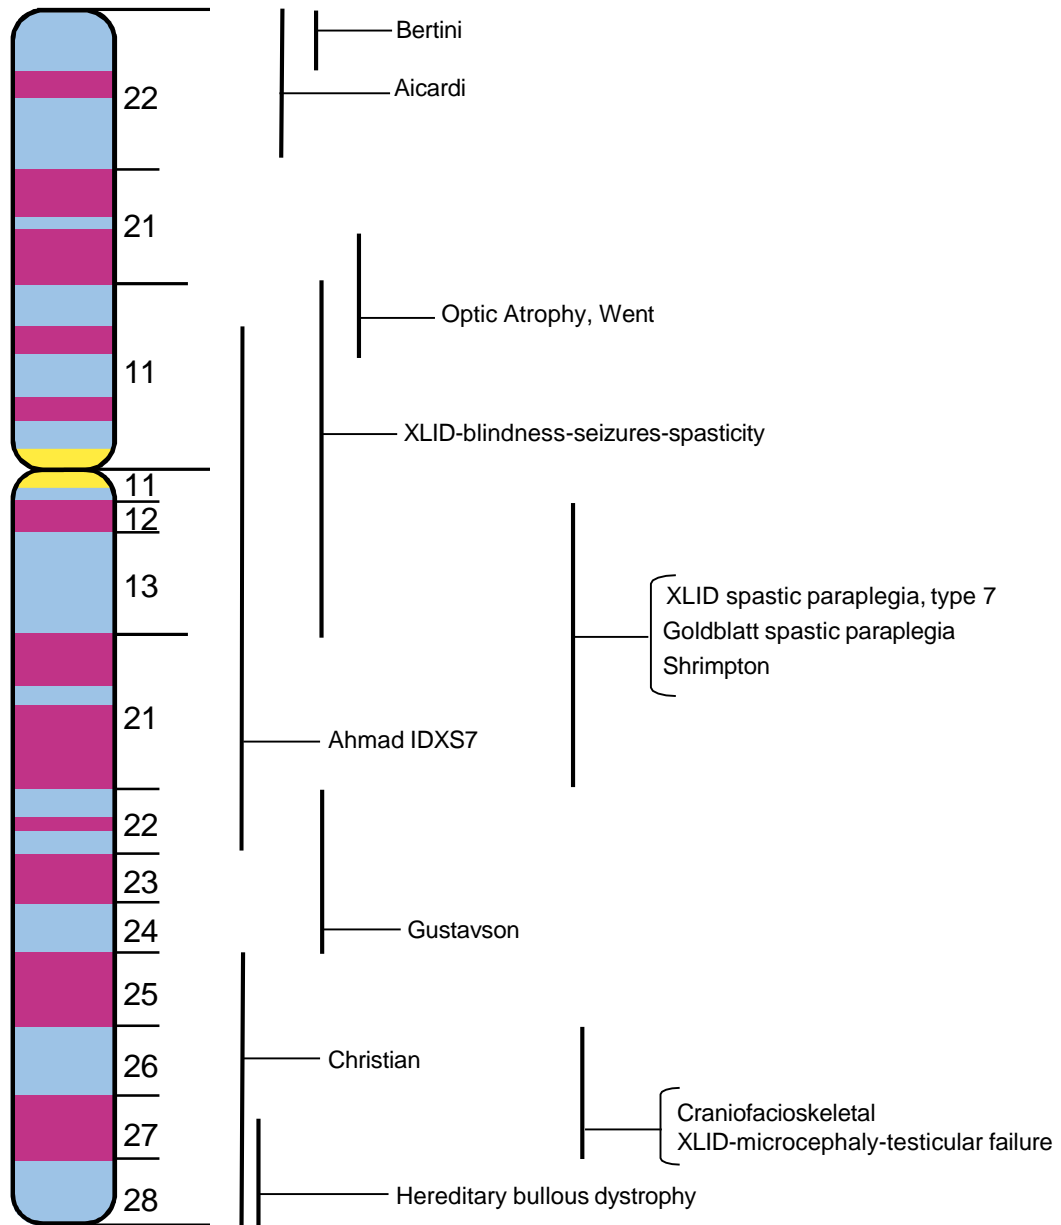 Bertini
Aicardi
22
21
Optic Atrophy, Went
11
XLID-blindness-seizures-spasticity
11
12
13
XLID spastic paraplegia, type 7
Goldblatt spastic paraplegia
Shrimpton
21
Ahmad IDXS7
22
23
24
Gustavson
25
26
Christian
27
Craniofacioskeletal
XLID-microcephaly-testicular failure
28
Hereditary bullous dystrophy